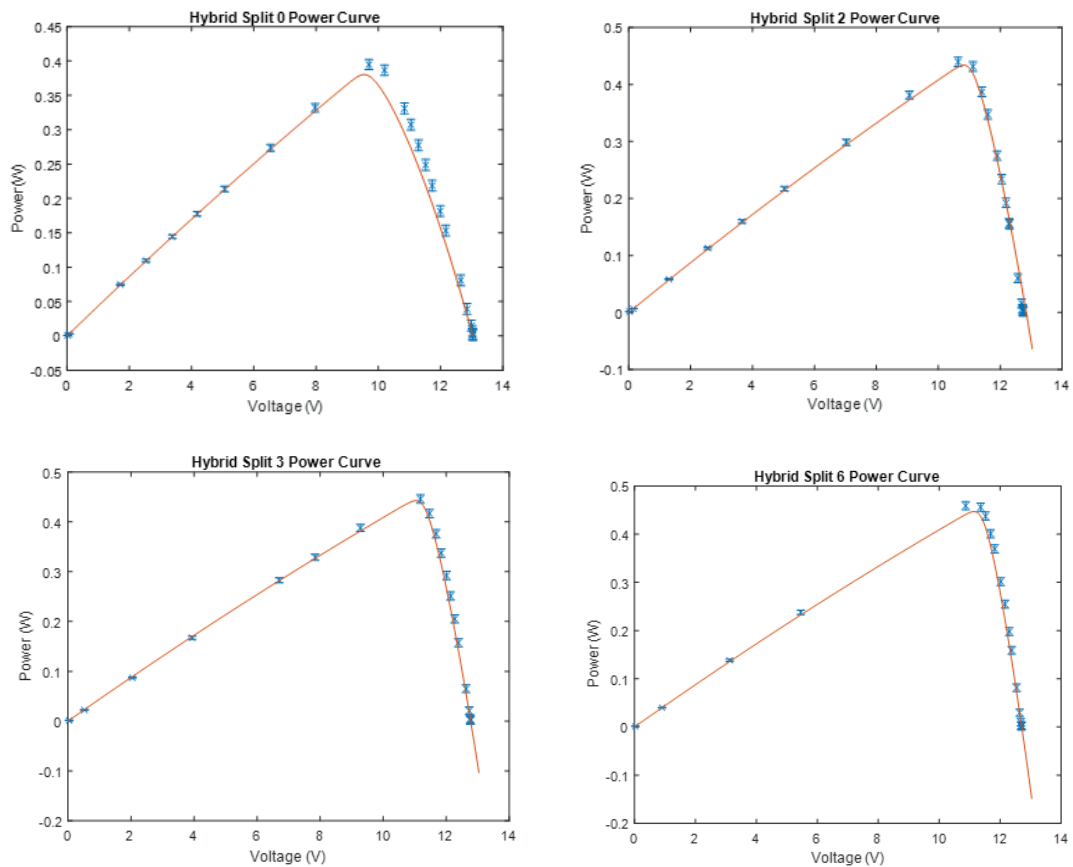 Hybrid Split 0 Power Curve
0.45
0.4
0.35
0.3
0.25
0.2
0.15
0.1
0.05
0
-0.05
Power (W)
0 2 4 6 8 10 12 14
Voltage (V)
Hybrid Split 2 Power Curve
0.5
0.4
0.3
0.2
0.1
0
-0.1
Power (W)
0 2 4 6 8 10 12 14
Voltage (V)
Hybrid Split 3 Power Curve
0.5
0.4
0.3
0.2
0.1
0
-0.1
-0.2
Power (W)
0 2 4 6 8 10 12 14
Voltage (V)
Hybrid Split 6 Power Curve
0.5
0.4
0.3
0.2
0.1
0
-0.1
-0.2
Power (W)
0 2 4 6 8 10 12 14
Voltage (V)